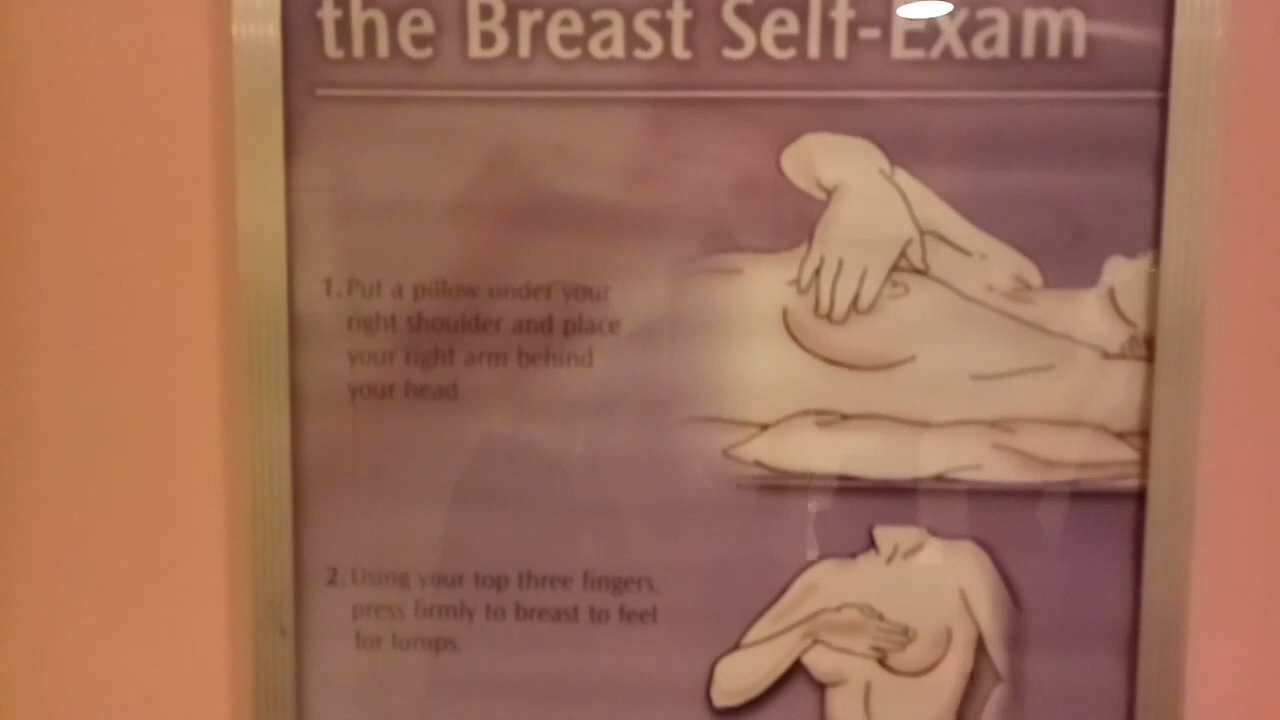 the Breast Self-Exam
1. Put a pillow under your
right shoulder and place
your right arm behind
your head
2. Using your top three fingers,
press firmly to breast to feel
for lumps.